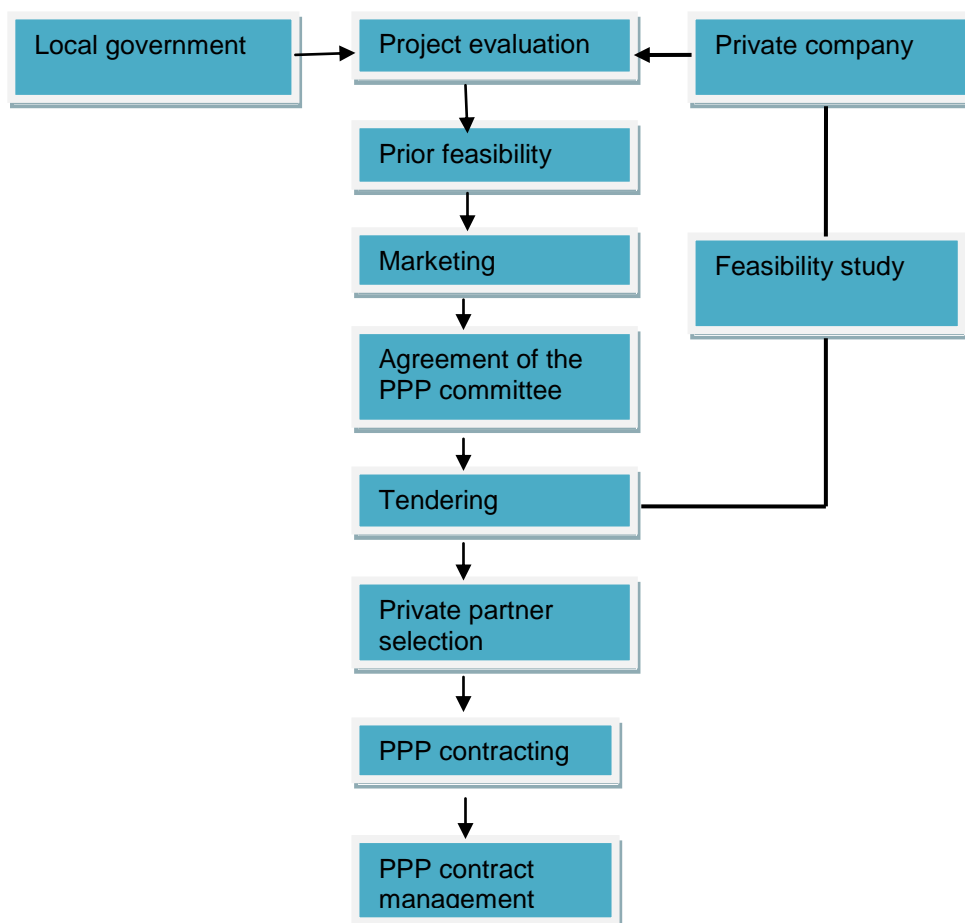 Local government
Project evaluation
Private company
Prior feasibility
Marketing
Feasibility study
Agreement of the
PPP committee
Tendering
Private partner
selection
PPP contracting
PPP contract
management